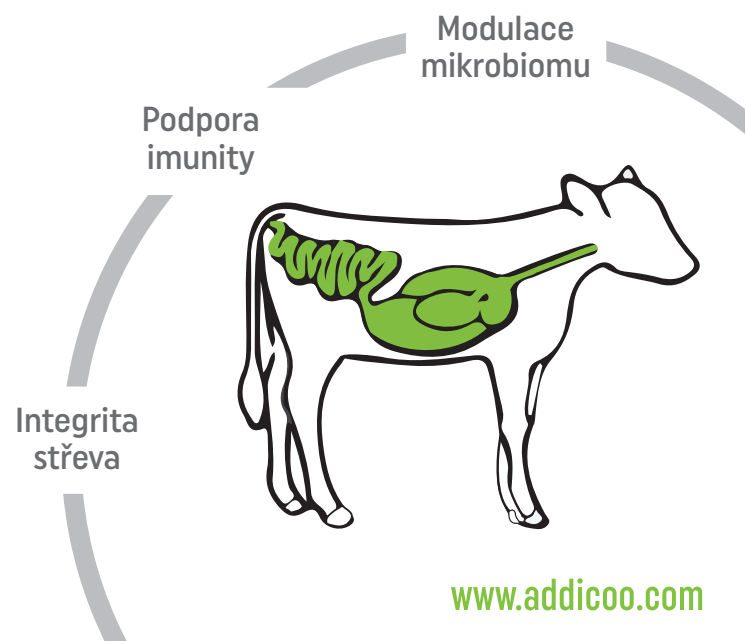 Modulace
mikrobiomu
Podpora
imunity
Integrita
střeva
www.addicoo.com